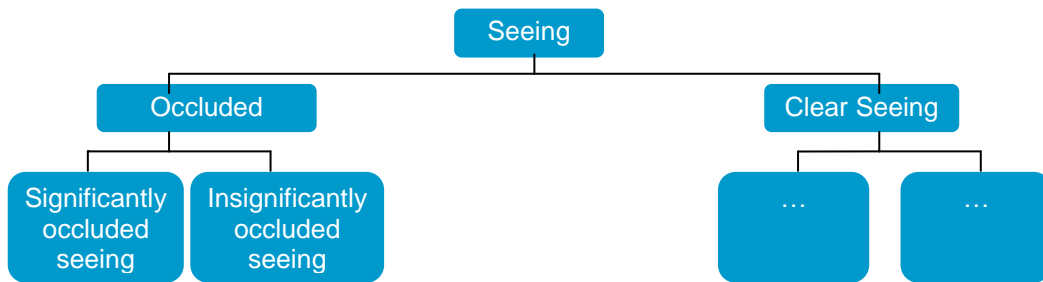 Seeing
Occluded
Clear Seeing
Significantly
occluded
seeing
Insignificantly
occluded
seeing
…
…